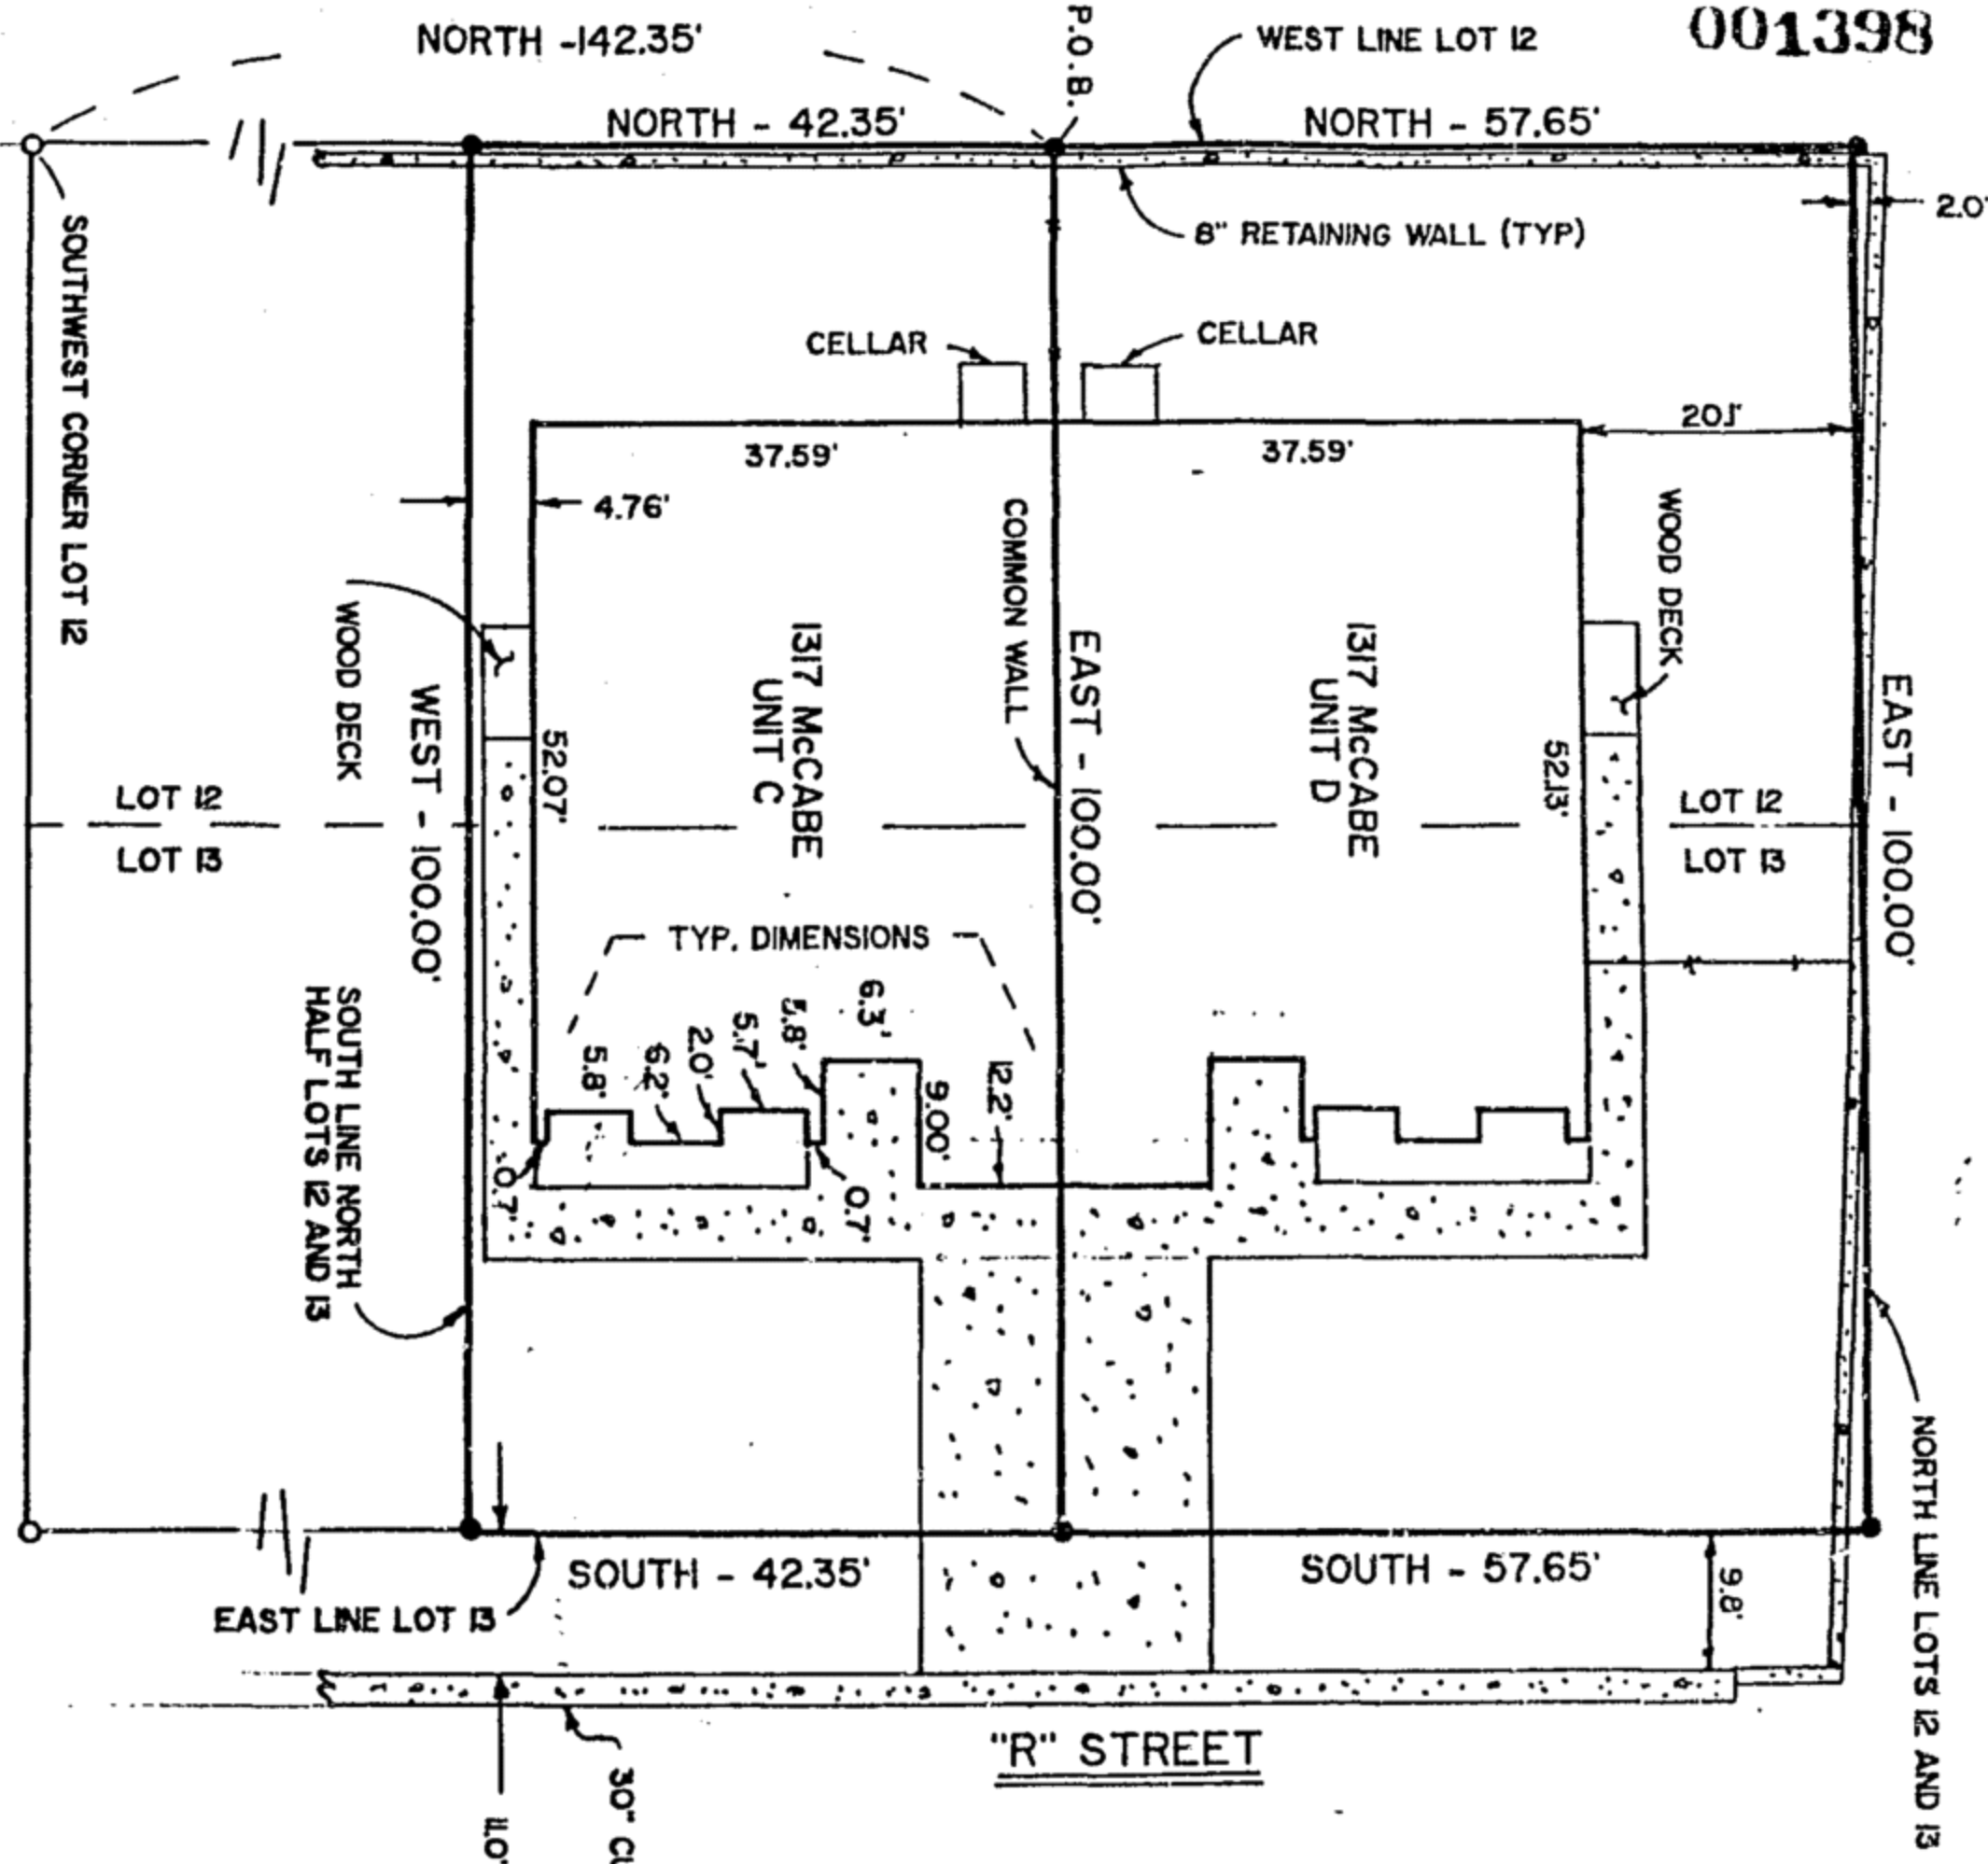 001398
NORTH -142.35'
P.O.B.
WEST LINE LOT 12
NORTH - 42.35'
NORTH - 57.65'
2.0'
8" RETAINING WALL (TYP)
SOUTHWEST CORNER LOT 12
CELLAR
CELLAR
37.59'
37.59'
20.1'
4.76'
COMMON WALL
WOOD DECK
WOOD DECK
1317 McCABE
UNIT C
EAST - 100.00'
1317 McCABE
UNIT D
EAST - 100.00'
WEST - 100.00'
52.07'
52.13'
LOT 12
LOT 13
LOT 12
LOT 13
TYP. DIMENSIONS
SOUTH LINE NORTH
HALF LOTS 12 AND 13
5.8'
6.2'
2.0'
5.7'
5.8'
6.3'
9.00'
12.2'
0.7'
0.7'
NORTH LINE LOTS 12 AND 13
SOUTH - 42.35'
SOUTH - 57.65'
9.8'
EAST LINE LOT 13
"R" STREET
30"
11.0'